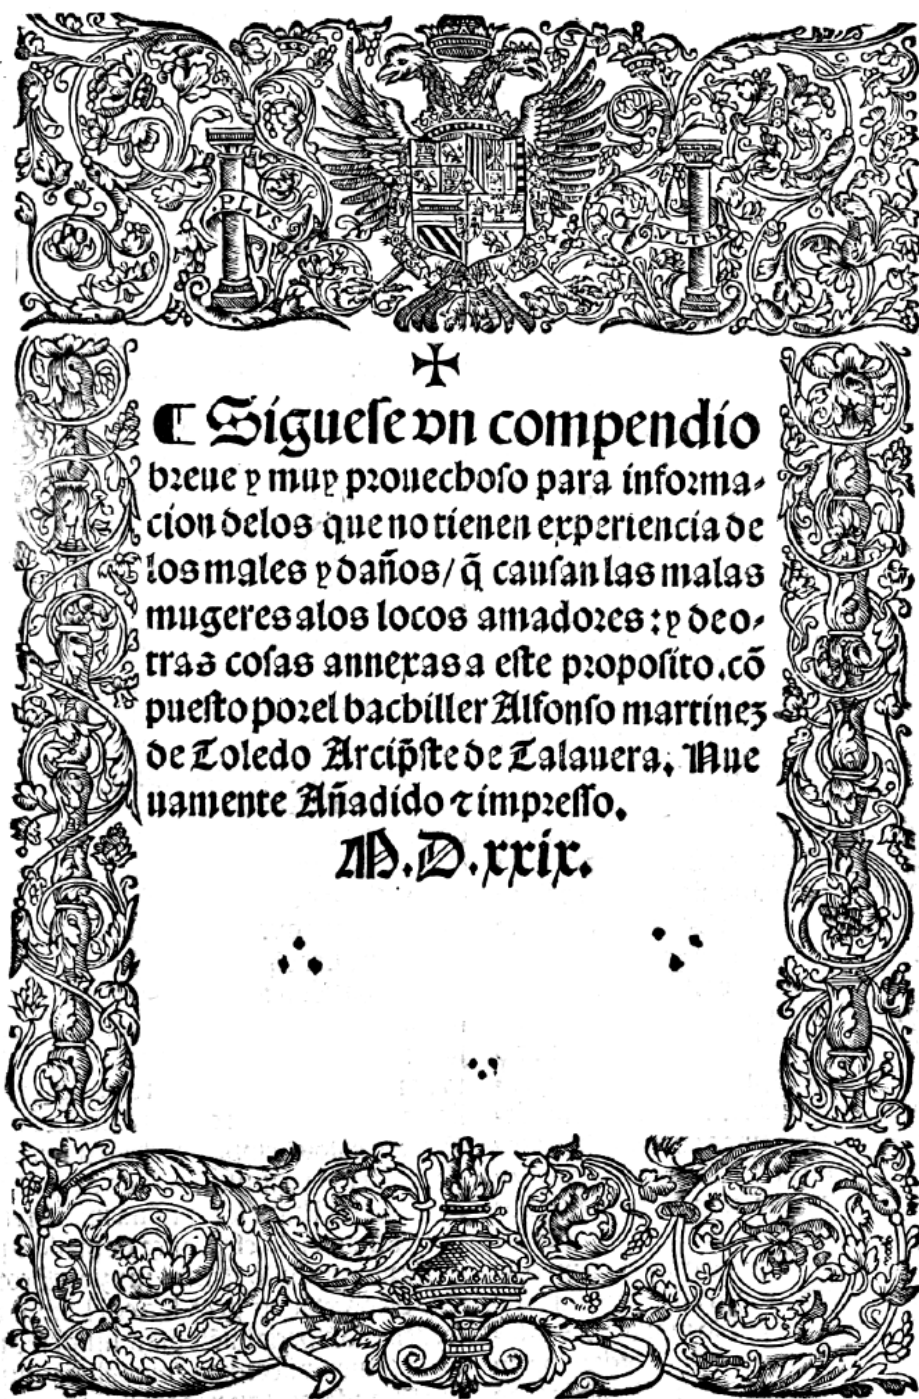 PLVS
VLTRA
✠
¶ Sigueſe vn compendio
breue y muy prouechoſo para informa-
cion delos que no tienen experiencia de
los males y daños/ q̃ cauſan las malas
mugeres alos locos amadores: y deo-
tras coſas annexas a eſte propoſito. cõ
pueſto por el bachiller Alfonſo martinez
de Toledo Arcip̃ſte de Talauera. Nue
uamente Añadido ⁊ impreſſo.
M.D.xxix.